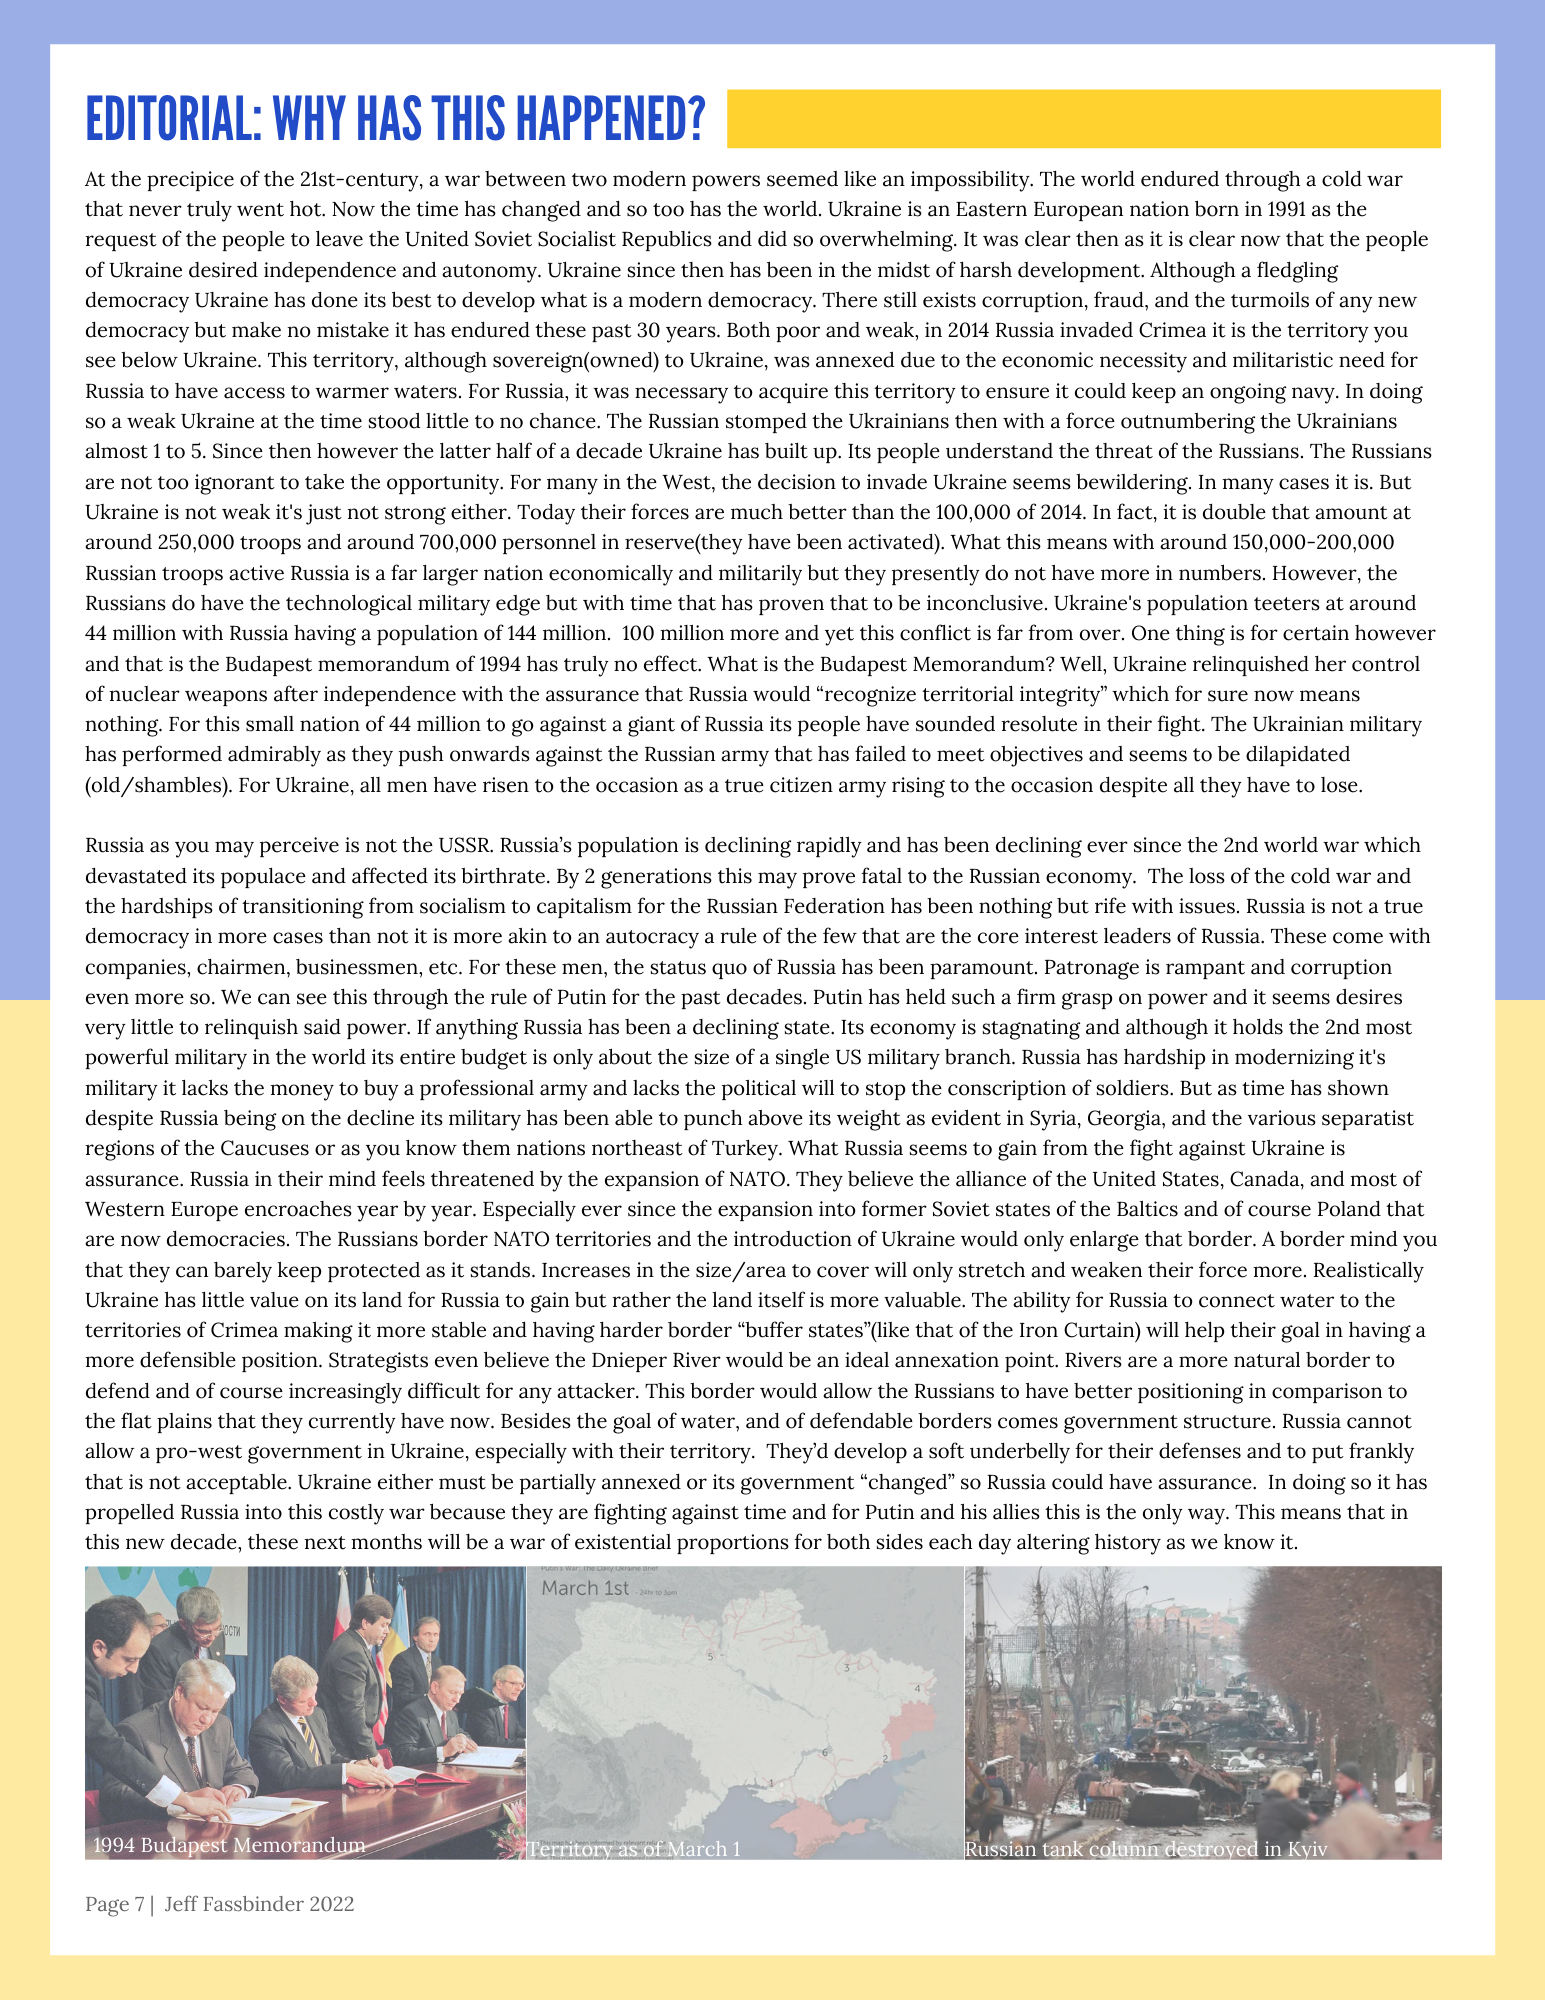 EDITORIAL: WHY HAS THIS HAPPENED?
At the precipice of the 21st-century, a war between two modern powers seemed like an impossibility. The world endured through a cold war
that never truly went hot. Now the time has changed and so too has the world. Ukraine is an Eastern European nation born in 1991 as the
request of the people to leave the United Soviet Socialist Republics and did so overwhelming. It was clear then as it is clear now that the people
of Ukraine desired independence and autonomy. Ukraine since then has been in the midst of harsh development. Although a fledgling
democracy Ukraine has done its best to develop what is a modern democracy. There still exists corruption, fraud, and the turmoils of any new
democracy but make no mistake it has endured these past 30 years. Both poor and weak, in 2014 Russia invaded Crimea it is the territory you
see below Ukraine. This territory, although sovereign(owned) to Ukraine, was annexed due to the economic necessity and militaristic need for
Russia to have access to warmer waters. For Russia, it was necessary to acquire this territory to ensure it could keep an ongoing navy. In doing
so a weak Ukraine at the time stood little to no chance. The Russian stomped the Ukrainians then with a force outnumbering the Ukrainians
almost 1 to 5. Since then however the latter half of a decade Ukraine has built up. Its people understand the threat of the Russians. The Russians
are not too ignorant to take the opportunity. For many in the West, the decision to invade Ukraine seems bewildering. In many cases it is. But
Ukraine is not weak it's just not strong either. Today their forces are much better than the 100,000 of 2014. In fact, it is double that amount at
around 250,000 troops and around 700,000 personnel in reserve(they have been activated). What this means with around 150,000-200,000
Russian troops active Russia is a far larger nation economically and militarily but they presently do not have more in numbers. However, the
Russians do have the technological military edge but with time that has proven that to be inconclusive. Ukraine's population teeters at around
44 million with Russia having a population of 144 million.  100 million more and yet this conflict is far from over. One thing is for certain however
and that is the Budapest memorandum of 1994 has truly no effect. What is the Budapest Memorandum? Well, Ukraine relinquished her control
of nuclear weapons after independence with the assurance that Russia would “recognize territorial integrity” which for sure now means
nothing. For this small nation of 44 million to go against a giant of Russia its people have sounded resolute in their fight. The Ukrainian military
has performed admirably as they push onwards against the Russian army that has failed to meet objectives and seems to be dilapidated
(old/shambles). For Ukraine, all men have risen to the occasion as a true citizen army rising to the occasion despite all they have to lose.
Russia as you may perceive is not the USSR. Russia’s population is declining rapidly and has been declining ever since the 2nd world war which
devastated its populace and affected its birthrate. By 2 generations this may prove fatal to the Russian economy.  The loss of the cold war and
the hardships of transitioning from socialism to capitalism for the Russian Federation has been nothing but rife with issues. Russia is not a true
democracy in more cases than not it is more akin to an autocracy a rule of the few that are the core interest leaders of Russia. These come with
companies, chairmen, businessmen, etc. For these men, the status quo of Russia has been paramount. Patronage is rampant and corruption
even more so. We can see this through the rule of Putin for the past decades. Putin has held such a firm grasp on power and it seems desires
very little to relinquish said power. If anything Russia has been a declining state. Its economy is stagnating and although it holds the 2nd most
powerful military in the world its entire budget is only about the size of a single US military branch. Russia has hardship in modernizing it's
military it lacks the money to buy a professional army and lacks the political will to stop the conscription of soldiers. But as time has shown
despite Russia being on the decline its military has been able to punch above its weight as evident in Syria, Georgia, and the various separatist
regions of the Caucuses or as you know them nations northeast of Turkey. What Russia seems to gain from the fight against Ukraine is
assurance. Russia in their mind feels threatened by the expansion of NATO. They believe the alliance of the United States, Canada, and most of
Western Europe encroaches year by year. Especially ever since the expansion into former Soviet states of the Baltics and of course Poland that
are now democracies. The Russians border NATO territories and the introduction of Ukraine would only enlarge that border. A border mind you
that they can barely keep protected as it stands. Increases in the size/area to cover will only stretch and weaken their force more. Realistically
Ukraine has little value on its land for Russia to gain but rather the land itself is more valuable. The ability for Russia to connect water to the
territories of Crimea making it more stable and having harder border “buffer states”(like that of the Iron Curtain) will help their goal in having a
more defensible position. Strategists even believe the Dnieper River would be an ideal annexation point. Rivers are a more natural border to
defend and of course increasingly difficult for any attacker. This border would allow the Russians to have better positioning in comparison to
the flat plains that they currently have now. Besides the goal of water, and of defendable borders comes government structure. Russia cannot
allow a pro-west government in Ukraine, especially with their territory.  They’d develop a soft underbelly for their defenses and to put frankly
that is not acceptable. Ukraine either must be partially annexed or its government “changed” so Russia could have assurance.  In doing so it has
propelled Russia into this costly war because they are fighting against time and for Putin and his allies this is the only way. This means that in
this new decade, these next months will be a war of existential proportions for both sides each day altering history as we know it.
ОСТИ
1994 Budapest Memorandum
Putin's War: The Daily Ukraine Brief
March 1st - 24hr to 3pm
5
3
4
6
2
1
Territory as of March 1
Russian tank column destroyed in Kyiv
Page 7 | Jeff Fassbinder 2022